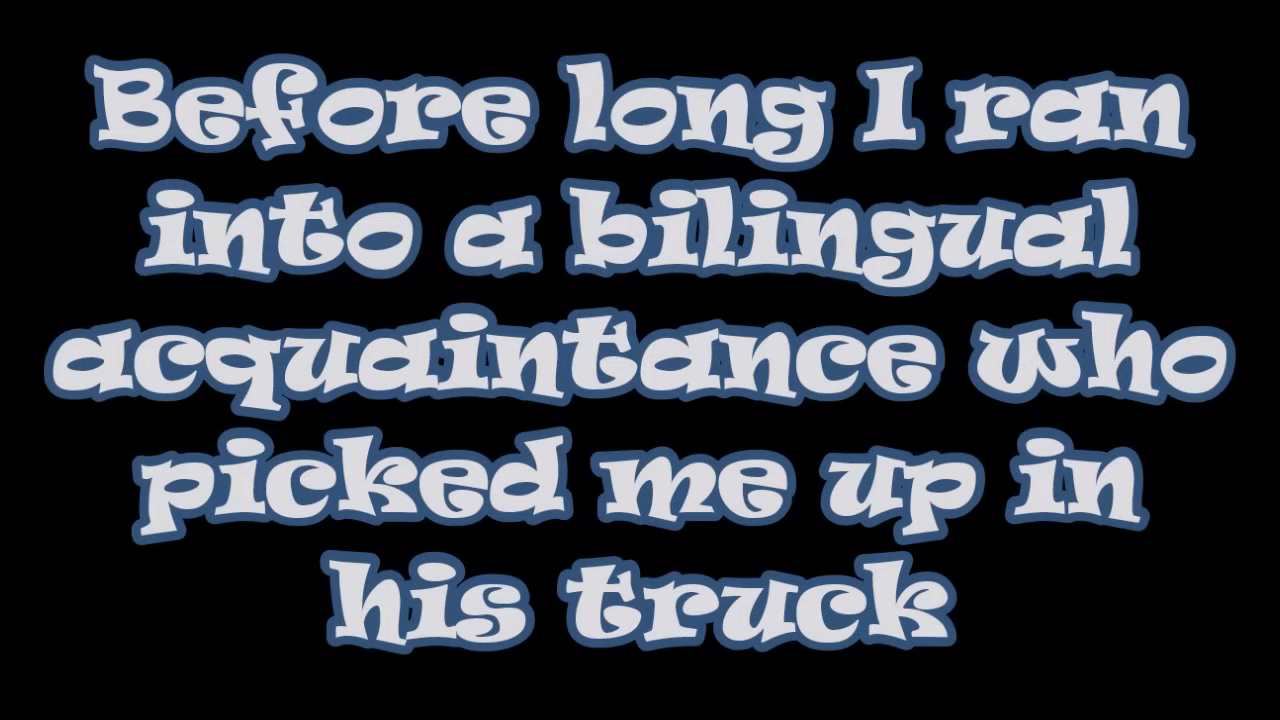 Before long I ran
into a bilingual
acquaintance who
picked me up in
his truck